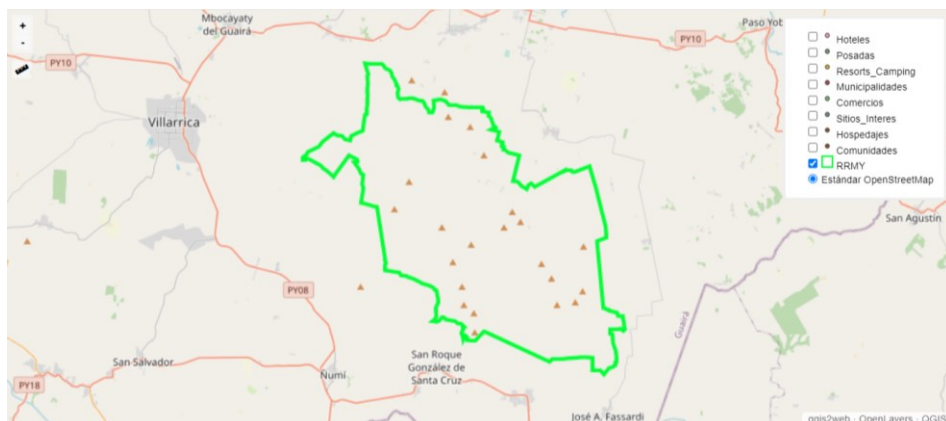 Mbocayaty
del Guairá
Paso Yob
+
-
PY10
PY10
Villarrica
Hoteles
Posadas
Resorts_Camping
Municipalidades
Comercios
Sitios_Interes
Hospedajes
Comunidades
RRMY
Estándar OpenStreetMap
San Agustín
PY08
Guairá
San Salvador
Ñumi
San Roque
González de
Santa Cruz
PY18
José A. Fassardi
qgis2web · OpenLayers · QGIS